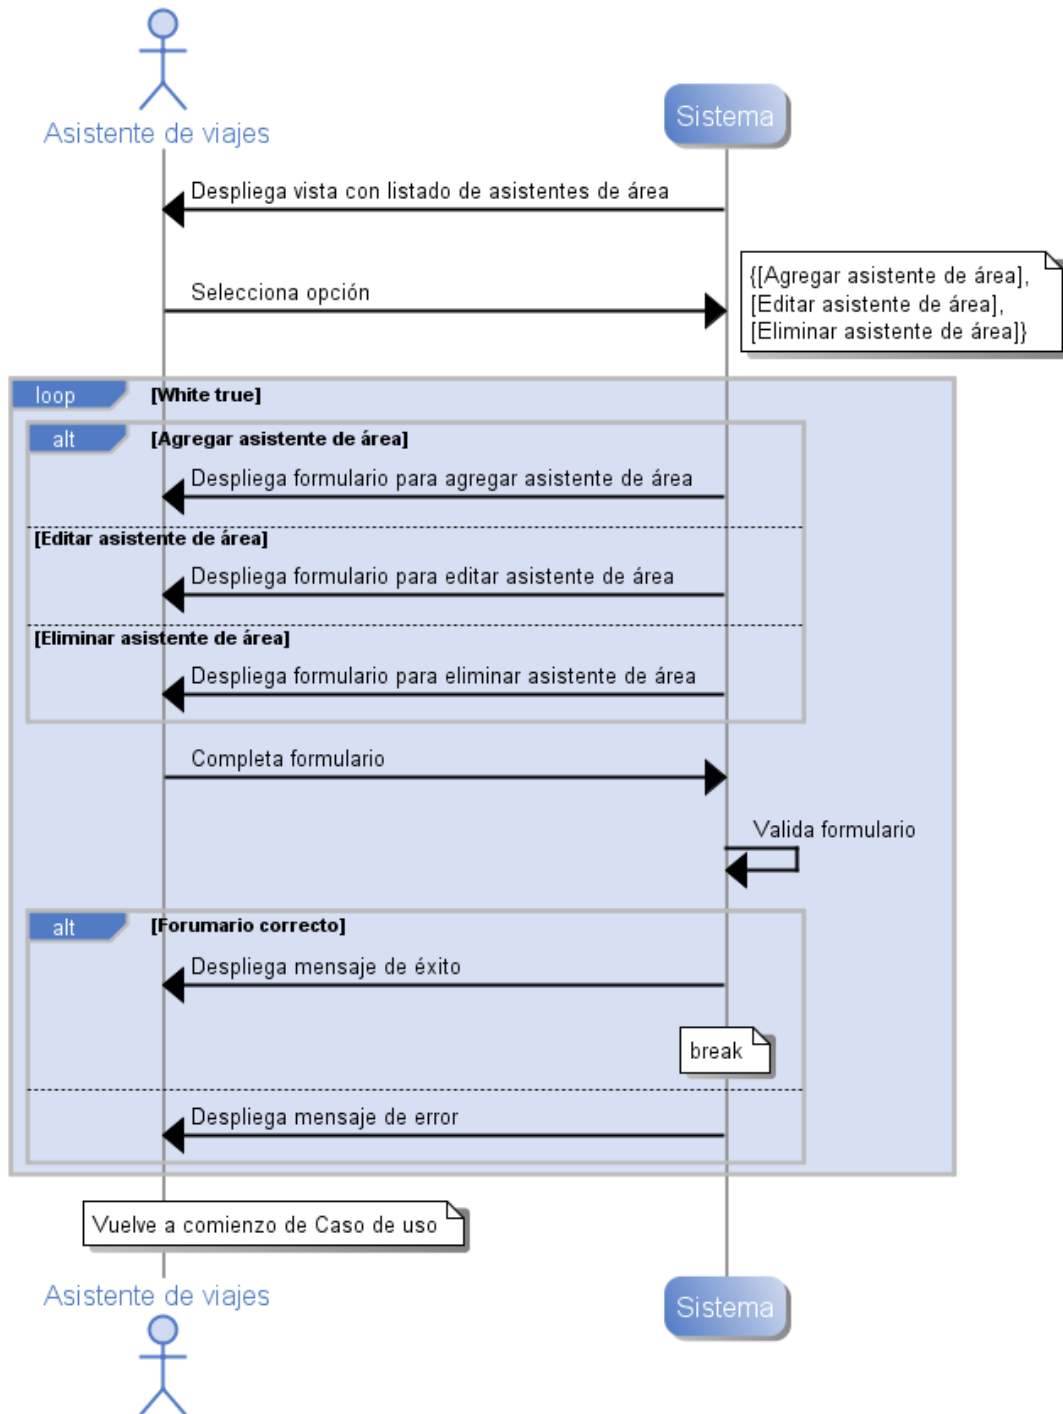 Asistente de viajes
Sistema
Despliega vista con listado de asistentes de área
Selecciona opción
{[Agregar asistente de área],
[Editar asistente de área],
[Eliminar asistente de área]}
loop [White true]
alt [Agregar asistente de área]
Despliega formulario para agregar asistente de área
[Editar asistente de área]
Despliega formulario para editar asistente de área
[Eliminar asistente de área]
Despliega formulario para eliminar asistente de área
Completa formulario
Valida formulario
alt [Forumario correcto]
Despliega mensaje de éxito
break
Despliega mensaje de error
Vuelve a comienzo de Caso de uso
Asistente de viajes
Sistema